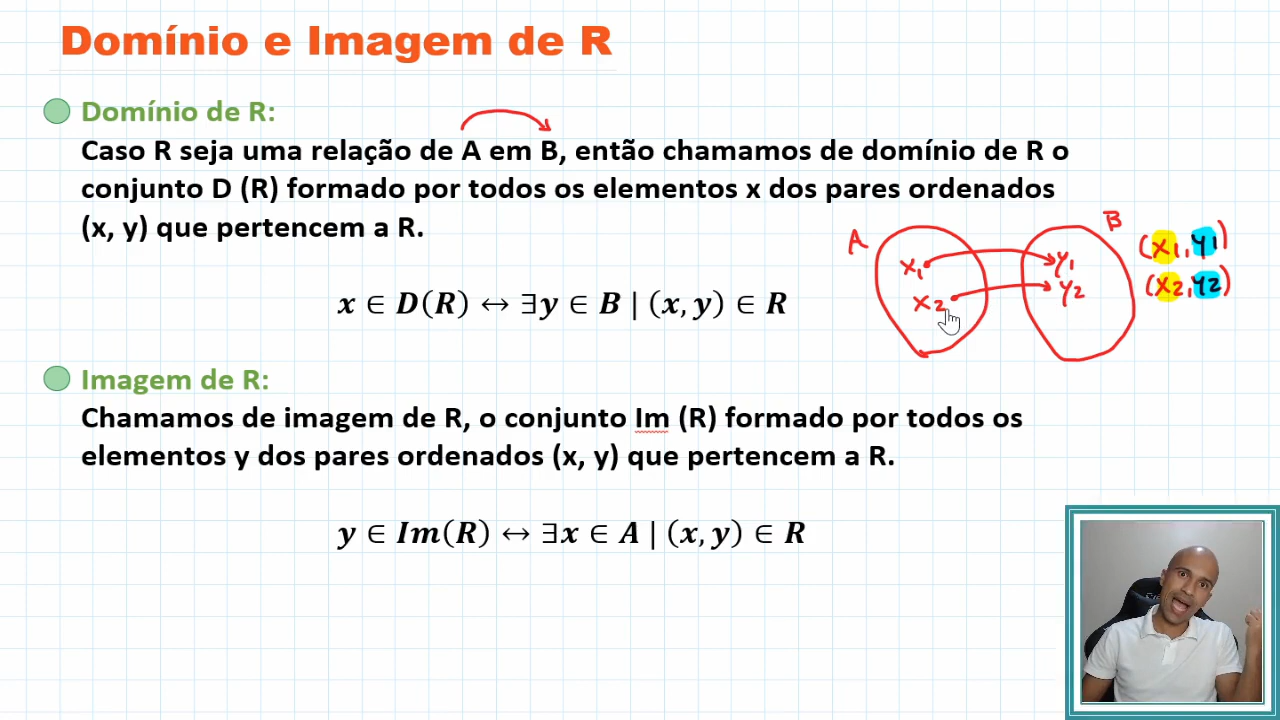 Domínio e Imagem de R
Domínio de R:
Caso R seja uma relação de A em B, então chamamos de domínio de R o
conjunto D (R) formado por todos os elementos x dos pares ordenados
(x, y) que pertencem a R.
x ∈ D(R) ↔ ∃y ∈ B | (x, y) ∈ R
A
B
x1
y1
x2
y2
(x1, y1)
(x2, y2)
Imagem de R:
Chamamos de imagem de R, o conjunto Im (R) formado por todos os
elementos y dos pares ordenados (x, y) que pertencem a R.
y ∈ Im(R) ↔ ∃x ∈ A | (x, y) ∈ R